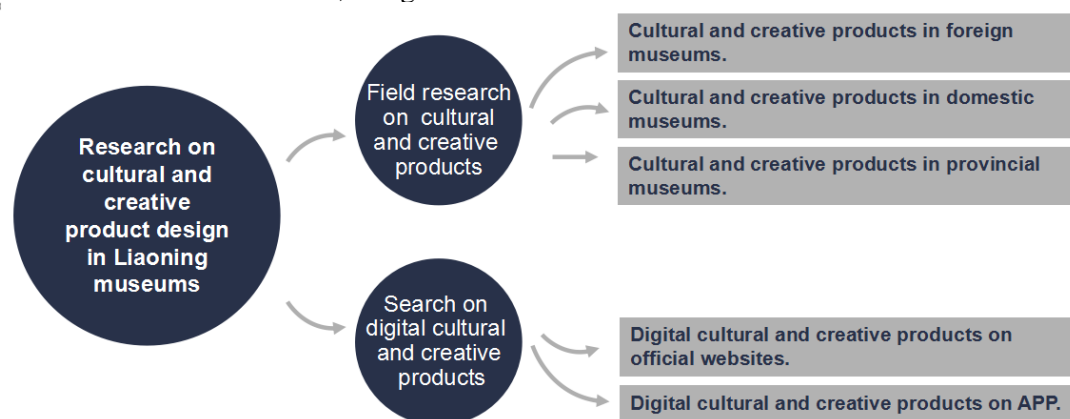 Research on
cultural and
creative
product design
in Liaoning
museums
Field research
on cultural
and creative
products
Cultural and creative products in foreign
museums.
Cultural and creative products in domestic
museums.
Cultural and creative products in provincial
museums.
Search on
digital cultural
and creative
products
Digital cultural and creative products on
official websites.
Digital cultural and creative products on APP.